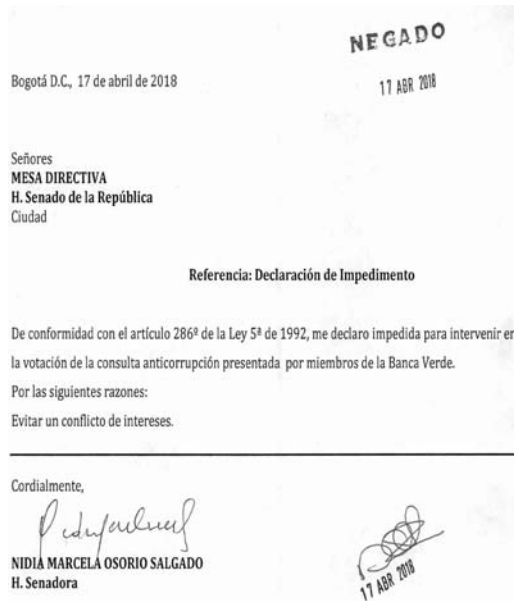 NEGADO
17 ABR 2018
Bogotá D.C., 17 de abril de 2018
Señores
MESA DIRECTIVA
H. Senado de la República
Ciudad
Referencia: Declaración de Impedimento
De conformidad con el artículo 286º de la Ley 5ª de 1992, me declaro impedida para intervenir en
la votación de la consulta anticorrupción presentada por miembros de la Banca Verde.
Por las siguientes razones:
Evitar un conflicto de intereses.
Cordialmente,
NIDIA MARCELA OSORIO SALGADO
H. Senadora
17 ABR 2018